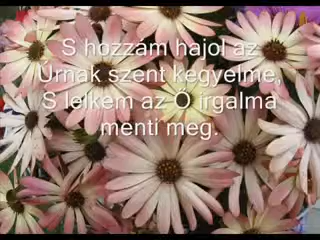 S hozzám hajol az
Úrnak szent kegyelme,
S lelkem az Ő irgalma
menti meg.